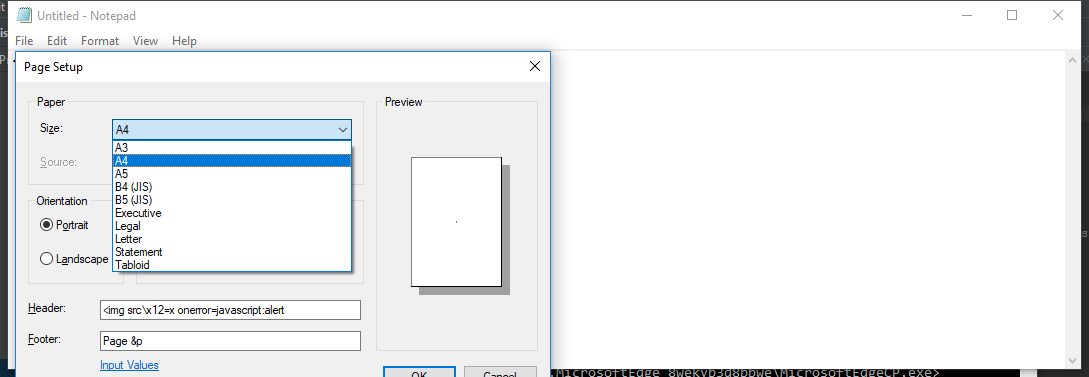 Untitled - Notepad
File Edit Format View Help
Page Setup
Paper
Size:
A4
A3
A4
A5
B4 (JIS)
B5 (JIS)
Executive
Legal
Letter
Statement
Tabloid
Source:
Orientation
Portrait
Landscape
Preview
Header:
<img src\x12=x onerror=javascript:alert
Footer:
Page &p
Input Values
OK
Cancel
.MicrosoftEdge_8wekyb3d8bbwe\MicrosoftEdgeCP.exe>